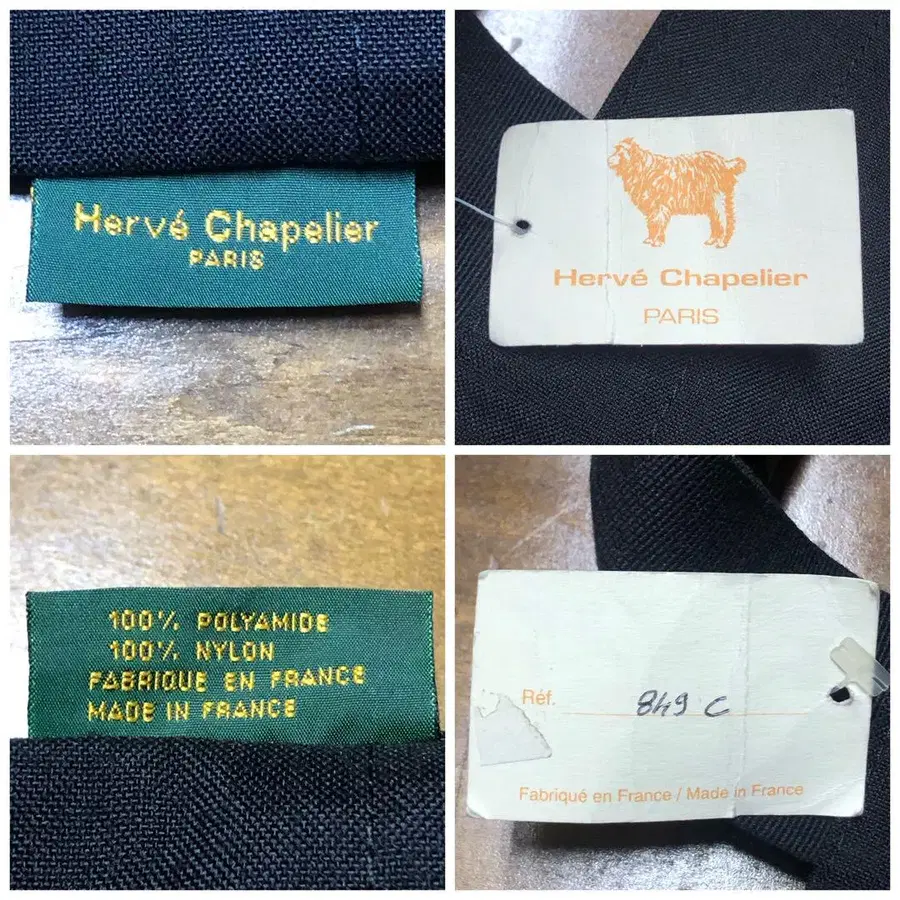 Hervé Chapelier
PARIS
Hervé Chapelier
PARIS
100% POLYAMIDE
100% NYLON
FABRIQUE EN FRANCE
MADE IN FRANCE
Réf. 849 C
Fabriqué en France / Made in France